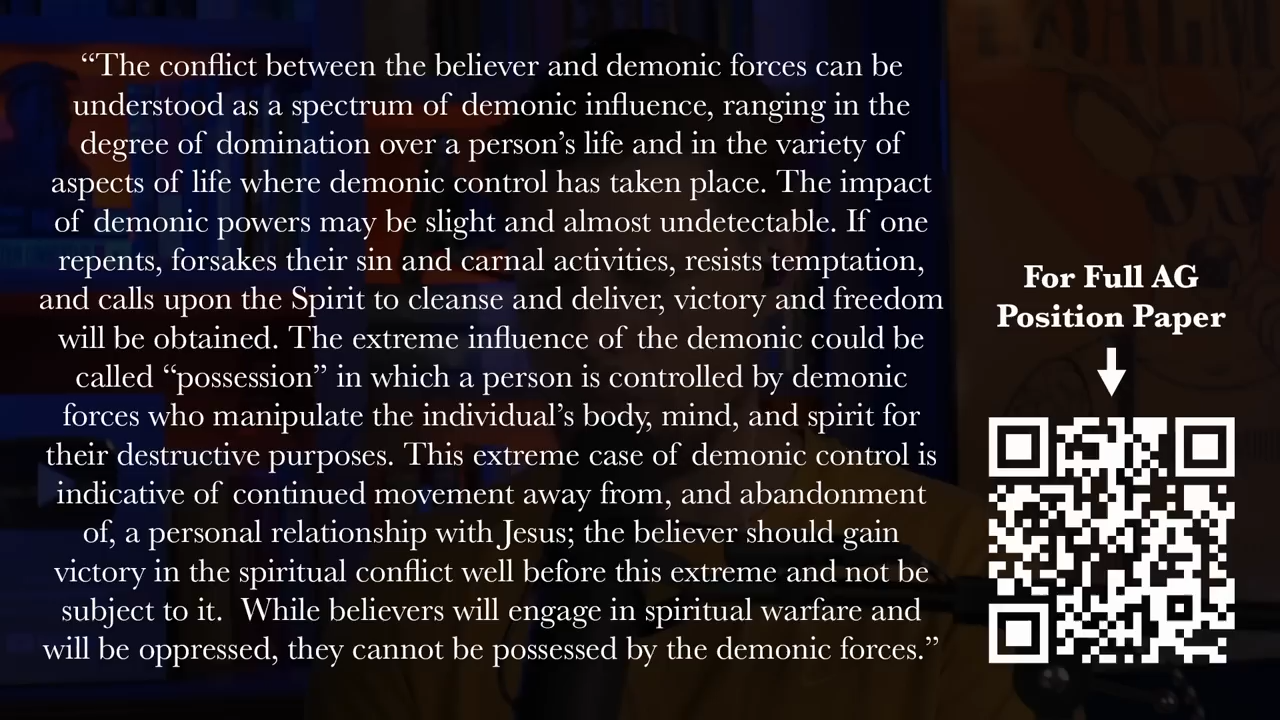 “The conflict between the believer and demonic forces can be
understood as a spectrum of demonic influence, ranging in the
degree of domination over a person’s life and in the variety of
aspects of life where demonic control has taken place. The impact
of demonic powers may be slight and almost undetectable. If one
repents, forsakes their sin and carnal activities, resists temptation,
and calls upon the Spirit to cleanse and deliver, victory and freedom
will be obtained. The extreme influence of the demonic could be
called “possession” in which a person is controlled by demonic
forces who manipulate the individual’s body, mind, and spirit for
their destructive purposes. This extreme case of demonic control is
indicative of continued movement away from, and abandonment
of, a personal relationship with Jesus; the believer should gain
victory in the spiritual conflict well before this extreme and not be
subject to it.  While believers will engage in spiritual warfare and
will be oppressed, they cannot be possessed by the demonic forces.”
For Full AG
Position Paper